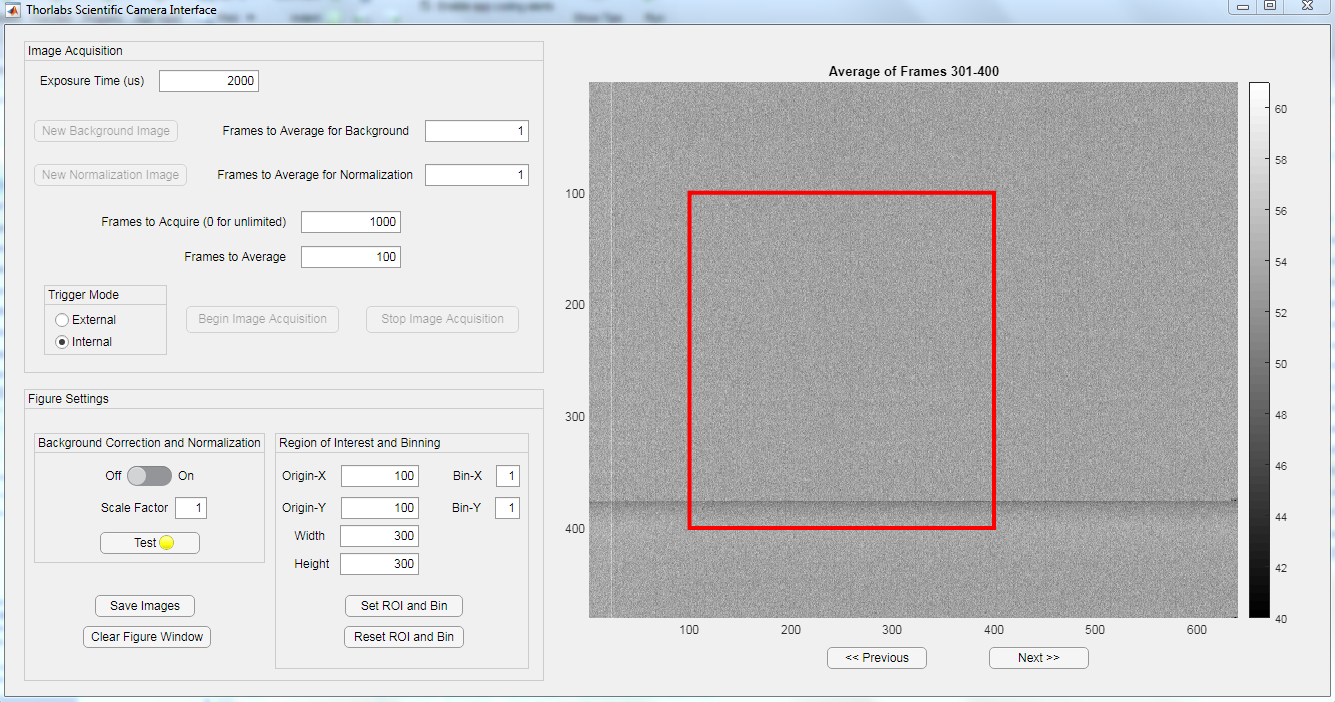 Thorlabs Scientific Camera Interface
Image Acquisition
Exposure Time (us) 2000
New Background Image Frames to Average for Background 1
New Normalization Image Frames to Average for Normalization 1
Frames to Acquire (0 for unlimited) 1000
Frames to Average 100
Trigger Mode
External
Internal
Begin Image Acquisition Stop Image Acquisition
Figure Settings
Background Correction and Normalization
Off On
Scale Factor 1
Test
Save Images
Clear Figure Window
Region of Interest and Binning
Origin-X 100 Bin-X 1
Origin-Y 100 Bin-Y 1
Width 300
Height 300
Set ROI and Bin
Reset ROI and Bin
Average of Frames 301-400
100
200
300
400
100 200 300 400 500 600
60
58
56
54
52
50
48
46
44
42
40
<< Previous Next >>